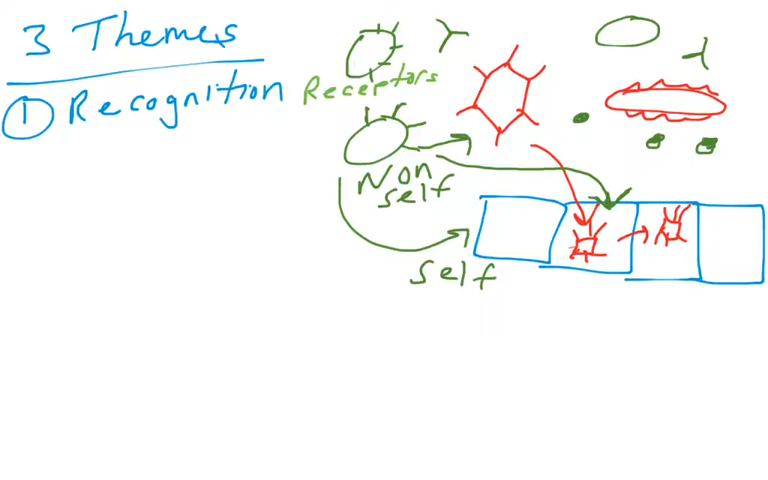 3 Themes
① Recognition
Receptors
Non
self
self